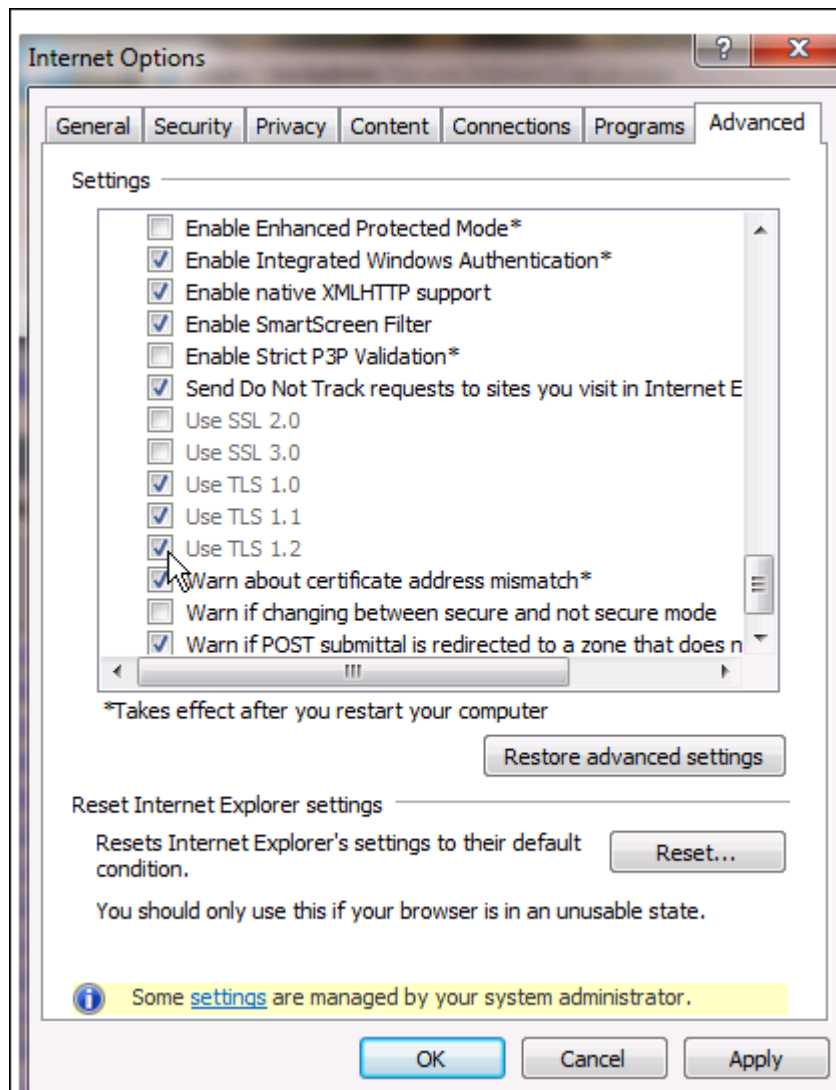 Internet Options
General Security Privacy Content Connections Programs Advanced
Settings
Enable Enhanced Protected Mode*
Enable Integrated Windows Authentication*
Enable native XMLHTTP support
Enable SmartScreen Filter
Enable Strict P3P Validation*
Send Do Not Track requests to sites you visit in Internet E
Use SSL 2.0
Use SSL 3.0
Use TLS 1.0
Use TLS 1.1
Use TLS 1.2
Warn about certificate address mismatch*
Warn if changing between secure and not secure mode
Warn if POST submittal is redirected to a zone that does n
*Takes effect after you restart your computer
Restore advanced settings
Reset Internet Explorer settings
Resets Internet Explorer's settings to their default
condition.
Reset...
You should only use this if your browser is in an unusable state.
Some settings are managed by your system administrator.
OK Cancel Apply